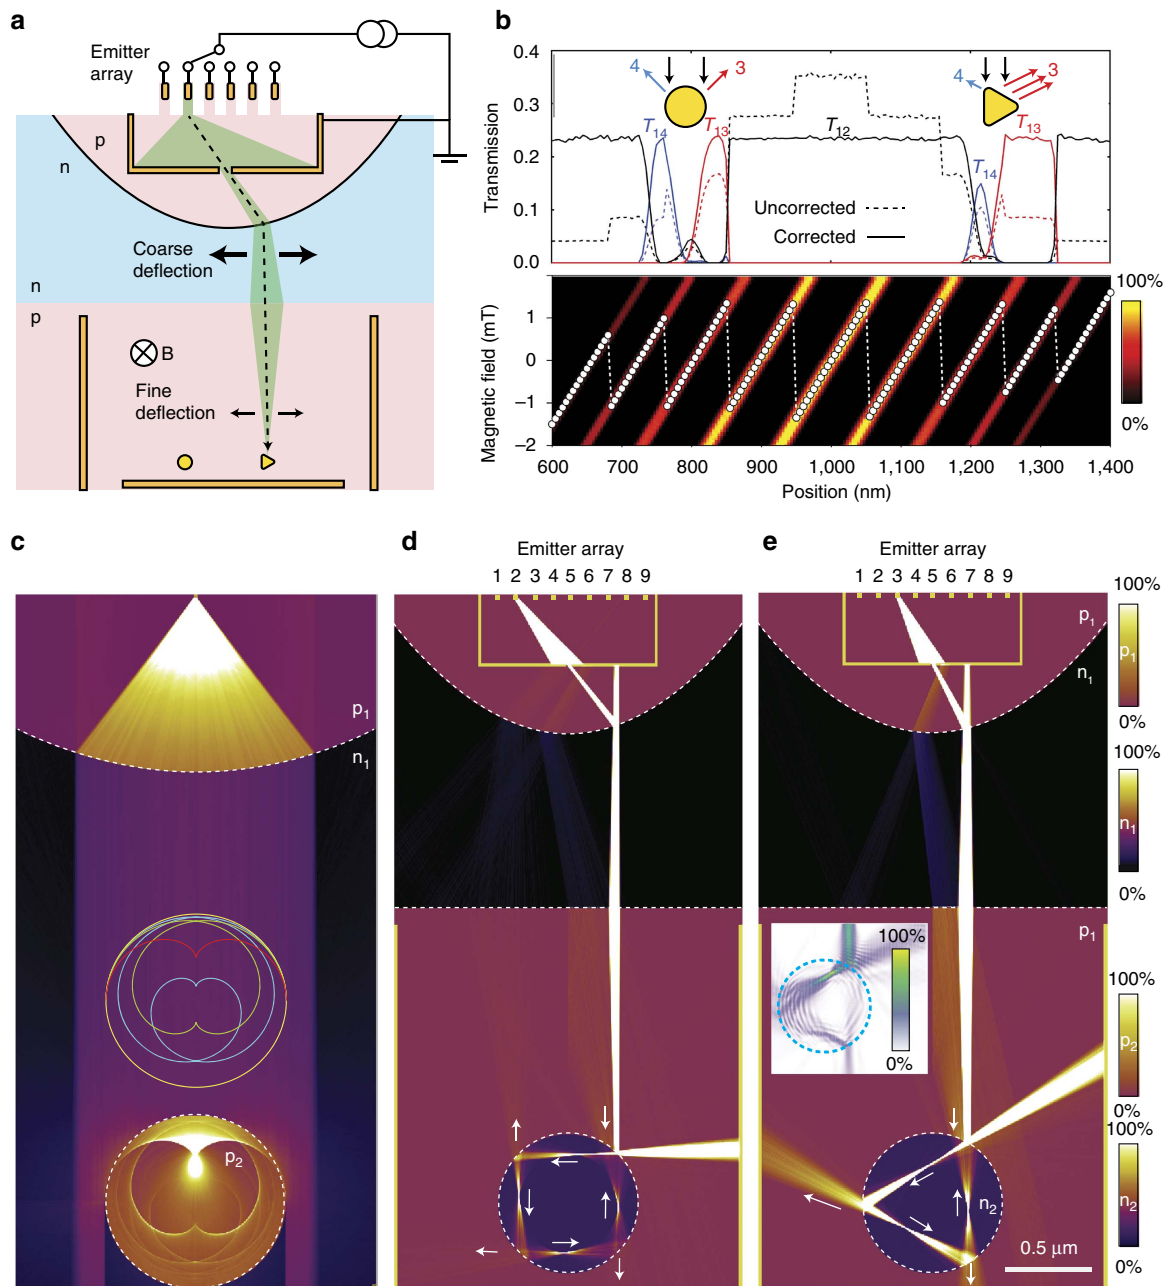 a
Emitter
array
p
n
Coarse
deflection
n
p
B
Fine
deflection
b
0.4
0.3
0.2
0.1
0.0
Transmission
4
3
4
3
T14
T13
T12
T13
T14
Uncorrected
Corrected
1
0
−1
−2
Magnetic field (mT)
100%
0%
600
700
800
900
1,000
1,100
1,200
1,300
1,400
Position (nm)
c
p1
n1
p2
d
Emitter array
1 2 3 4 5 6 7 8 9
e
Emitter array
1 2 3 4 5 6 7 8 9
p1
n1
p1
100%
0%
n2
0.5 μm
100%
p1
0%
100%
n1
0%
100%
p2
0%
100%
n2
0%